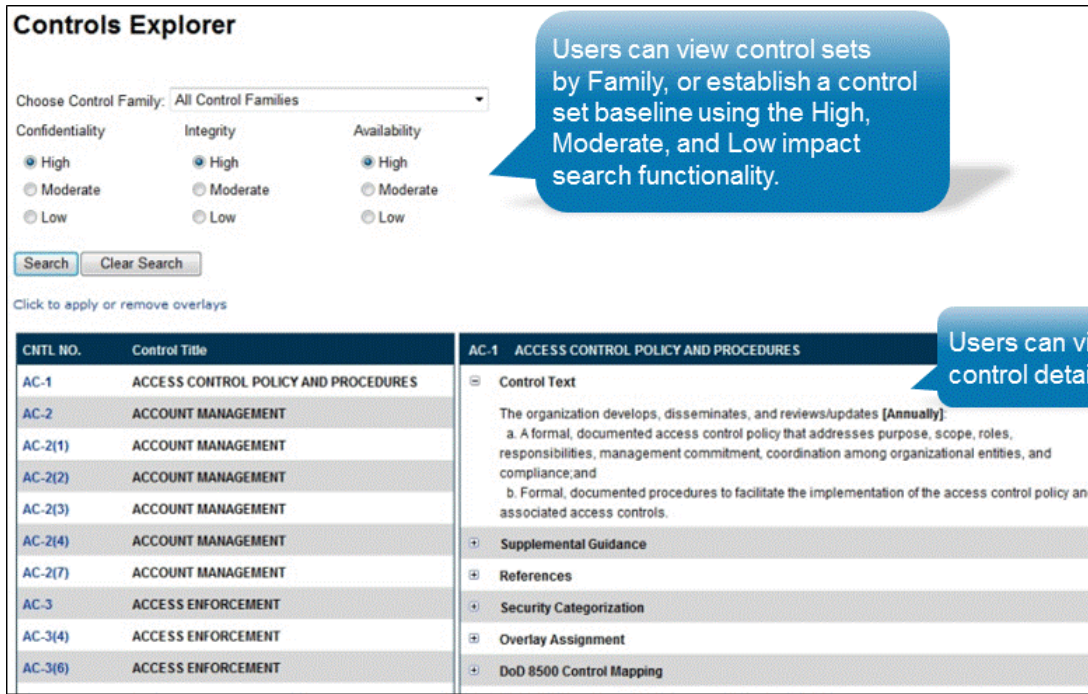 Controls Explorer
Users can view control sets
by Family, or establish a control
set baseline using the High,
Moderate, and Low impact
search functionality.
Choose Control Family: All Control Families
Confidentiality Integrity Availability
High High High
Moderate Moderate Moderate
Low Low Low
Search Clear Search
Click to apply or remove overlays
CNTL NO. Control Title
AC-1 ACCESS CONTROL POLICY AND PROCEDURES
AC-2 ACCOUNT MANAGEMENT
AC-2(1) ACCOUNT MANAGEMENT
AC-2(2) ACCOUNT MANAGEMENT
AC-2(3) ACCOUNT MANAGEMENT
AC-2(4) ACCOUNT MANAGEMENT
AC-2(7) ACCOUNT MANAGEMENT
AC-3 ACCESS ENFORCEMENT
AC-3(4) ACCESS ENFORCEMENT
AC-3(6) ACCESS ENFORCEMENT
AC-1 ACCESS CONTROL POLICY AND PROCEDURES
Users can vi
control detai
Control Text
The organization develops, disseminates, and reviews/updates [Annually]:
a. A formal, documented access control policy that addresses purpose, scope, roles,
responsibilities, management commitment, coordination among organizational entities, and
compliance;and
b. Formal, documented procedures to facilitate the implementation of the access control policy an
associated access controls.
Supplemental Guidance
References
Security Categorization
Overlay Assignment
DoD 8500 Control Mapping